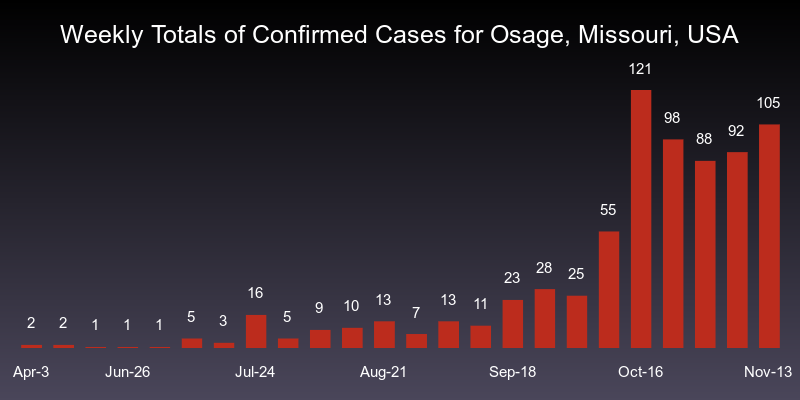 Weekly Totals of Confirmed Cases for Osage, Missouri, USA
2 2 1 1 1 5 3 16 5 9 10 13 7 13 11 23 28 25 55 121 98 88 92 105
Apr-3 Jun-26 Jul-24 Aug-21 Sep-18 Oct-16 Nov-13